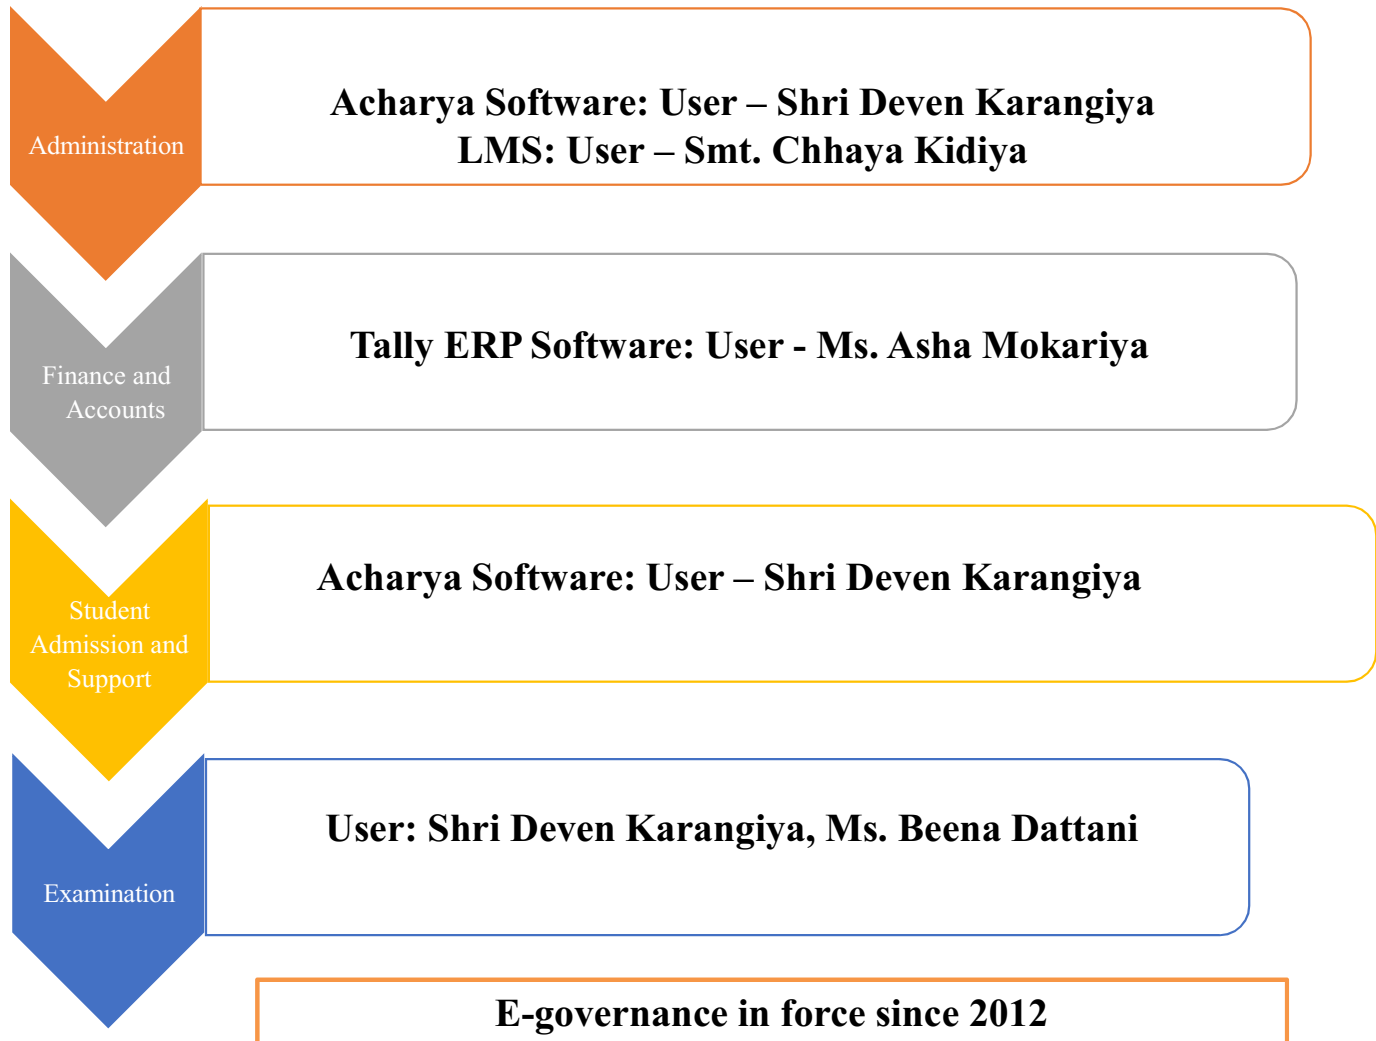 Administration
Acharya Software: User – Shri Deven Karangiya
LMS: User – Smt. Chhaya Kidiya
Finance and
Accounts
Tally ERP Software: User - Ms. Asha Mokariya
Student
Admission and
Support
Acharya Software: User – Shri Deven Karangiya
Examination
User: Shri Deven Karangiya, Ms. Beena Dattani
E-governance in force since 2012